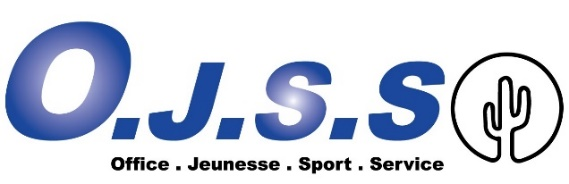 O.J.S.S
Office . Jeunesse . Sport . Service